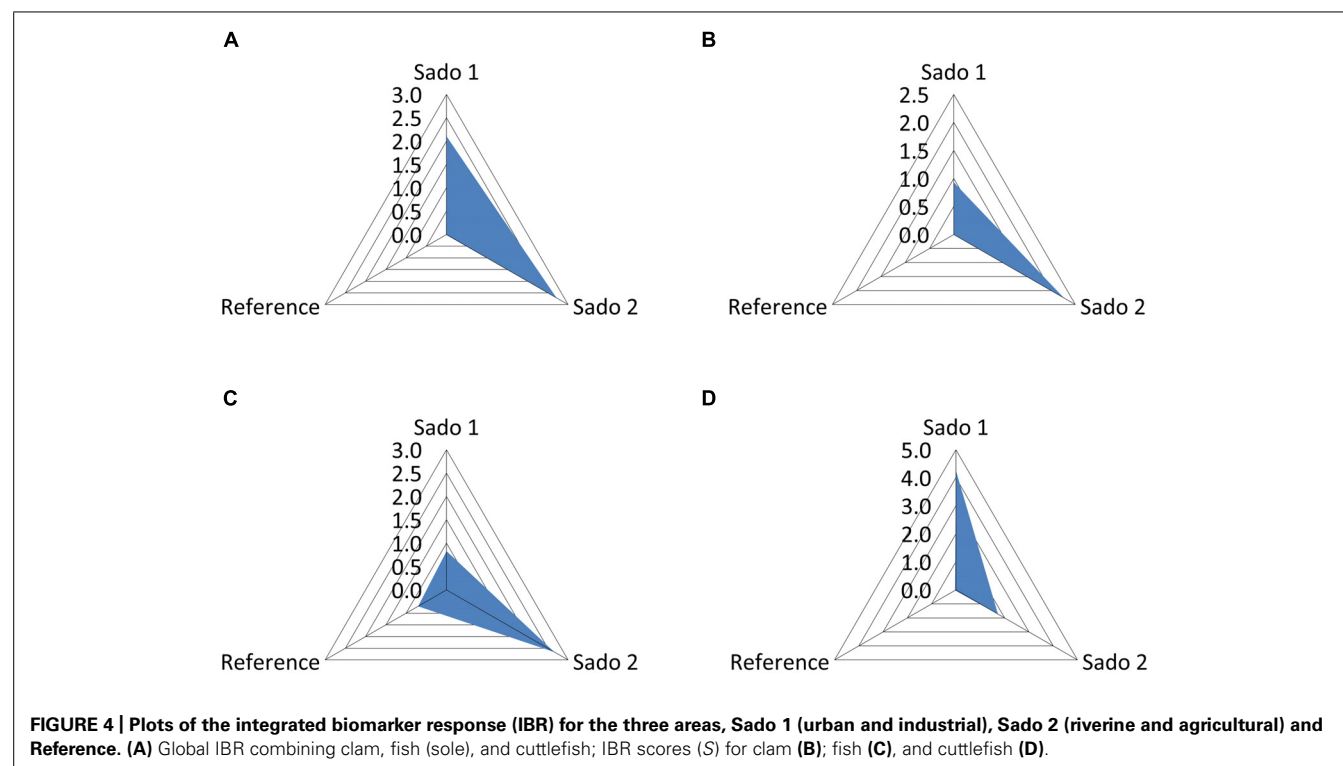 A
Sado 1
3.0
2.5
2.0
1.5
1.0
0.5
0.0
Reference
Sado 2
B
Sado 1
2.5
2.0
1.5
1.0
0.5
0.0
Reference
Sado 2
C
Sado 1
3.0
2.5
2.0
1.5
1.0
0.5
0.0
Reference
Sado 2
D
Sado 1
5.0
4.0
3.0
2.0
1.0
0.0
Reference
Sado 2
FIGURE 4 | Plots of the integrated biomarker response (IBR) for the three areas, Sado 1 (urban and industrial), Sado 2 (riverine and agricultural) and
Reference. (A) Global IBR combining clam, fish (sole), and cuttlefish; IBR scores (S) for clam (B); fish (C), and cuttlefish (D).